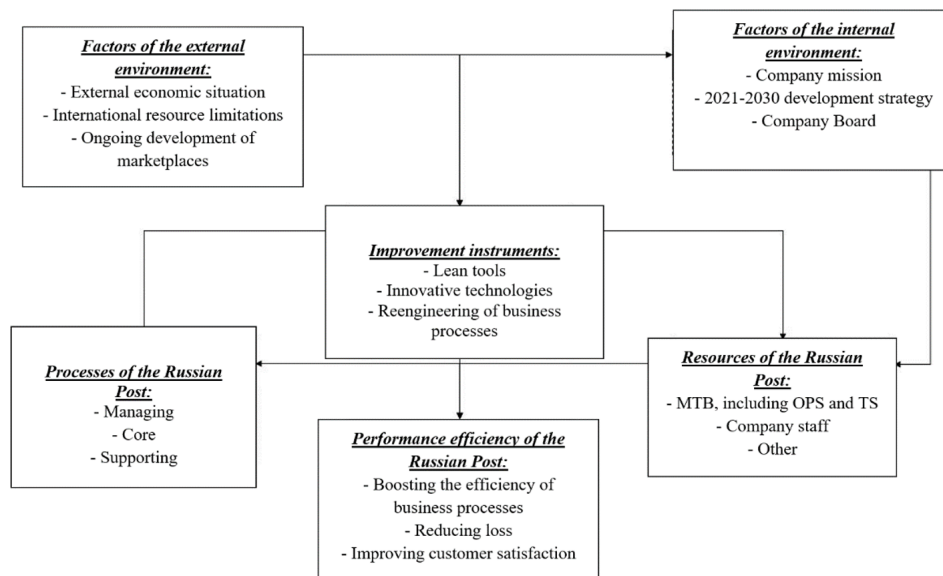 Factors of the external
environment:
- External economic situation
- International resource limitations
- Ongoing development of
marketplaces
Factors of the internal
environment:
- Company mission
- 2021-2030 development strategy
- Company Board
Improvement instruments:
- Lean tools
- Innovative technologies
- Reengineering of business
processes
Processes of the Russian
Post:
- Managing
- Core
- Supporting
Performance efficiency of the
Russian Post:
- Boosting the efficiency of
business processes
- Reducing loss
- Improving customer satisfaction
Resources of the Russian
Post:
- MTB, including OPS and TS
- Company staff
- Other